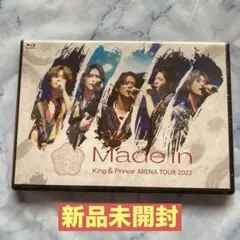 Made in
King & Prince ARENA TOUR 2022
新品未開封